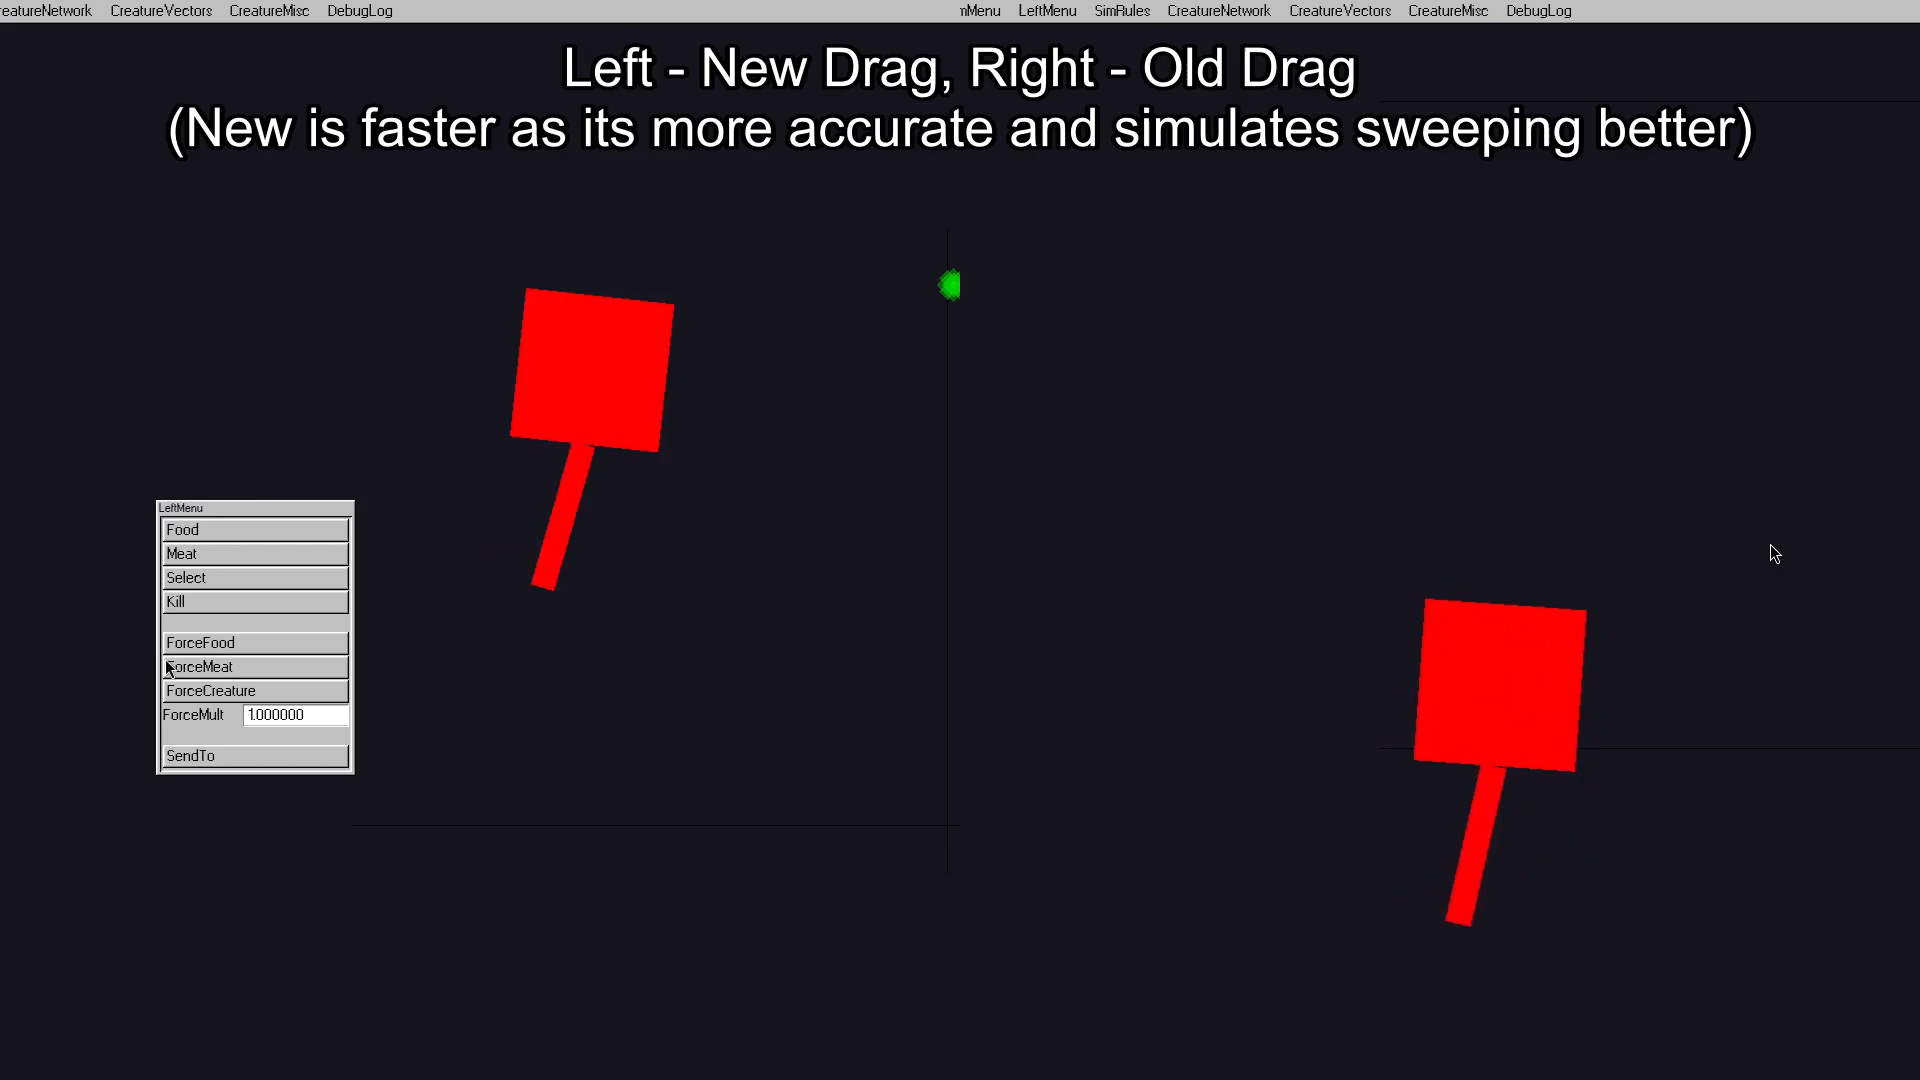 CreatureVectors CreatureMisc DebugLog
LeftMenu SimRules CreatureNetwork CreatureVectors CreatureMisc DebugLog
Left - New Drag, Right - Old Drag
(New is faster as its more accurate and simulates sweeping better)
LeftMenu
Food
Meat
Select
Kill
ForceFood
ForceMeat
ForceCreature
ForceMult 1.000000
SendTo